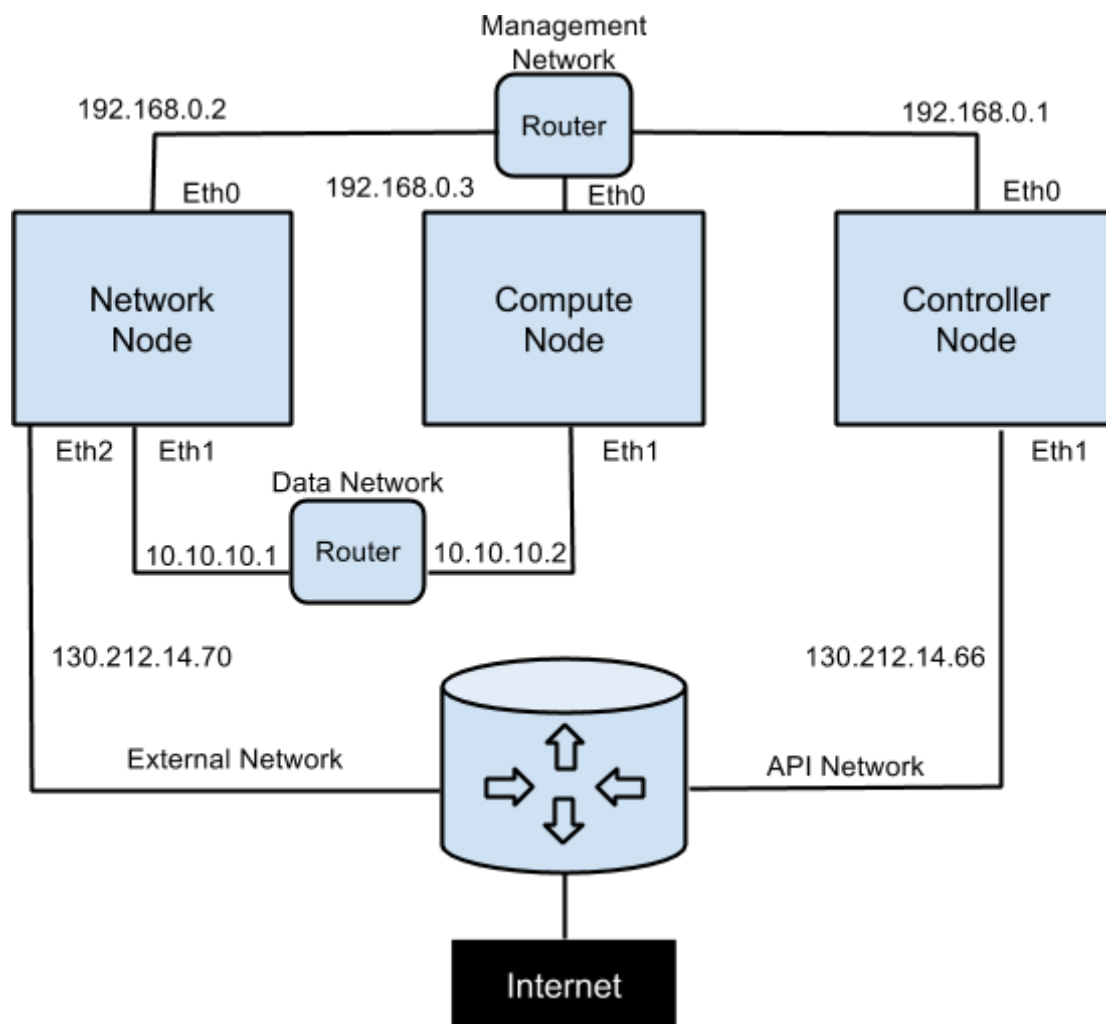 Management
Network
192.168.0.2
Router
192.168.0.1
Eth0
192.168.0.3
Eth0
Eth0
Network
Node
Compute
Node
Controller
Node
Eth2
Eth1
Eth1
Eth1
Data Network
10.10.10.1
Router
10.10.10.2
130.212.14.70
130.212.14.66
External Network
API Network
Internet